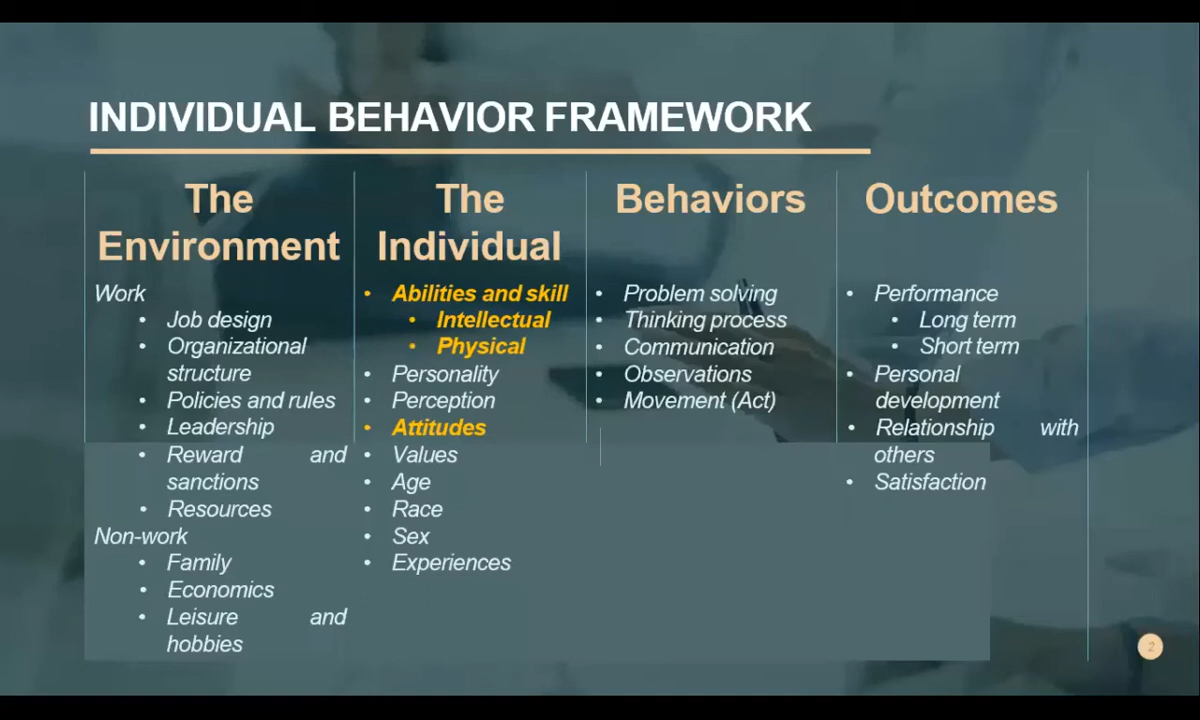 INDIVIDUAL BEHAVIOR FRAMEWORK
The
Environment
Work
• Job design
• Organizational
structure
• Policies and rules
• Leadership
• Reward and
sanctions
• Resources
Non-work
• Family
• Economics
• Leisure and
hobbies
The
Individual
• Abilities and skill
• Intellectual
• Physical
• Personality
• Perception
• Attitudes
• Values
• Age
• Race
• Sex
• Experiences
Behaviors
• Problem solving
• Thinking process
• Communication
• Observations
• Movement (Act)
Outcomes
• Performance
• Long term
• Short term
• Personal
development
• Relationship with
others
• Satisfaction
2